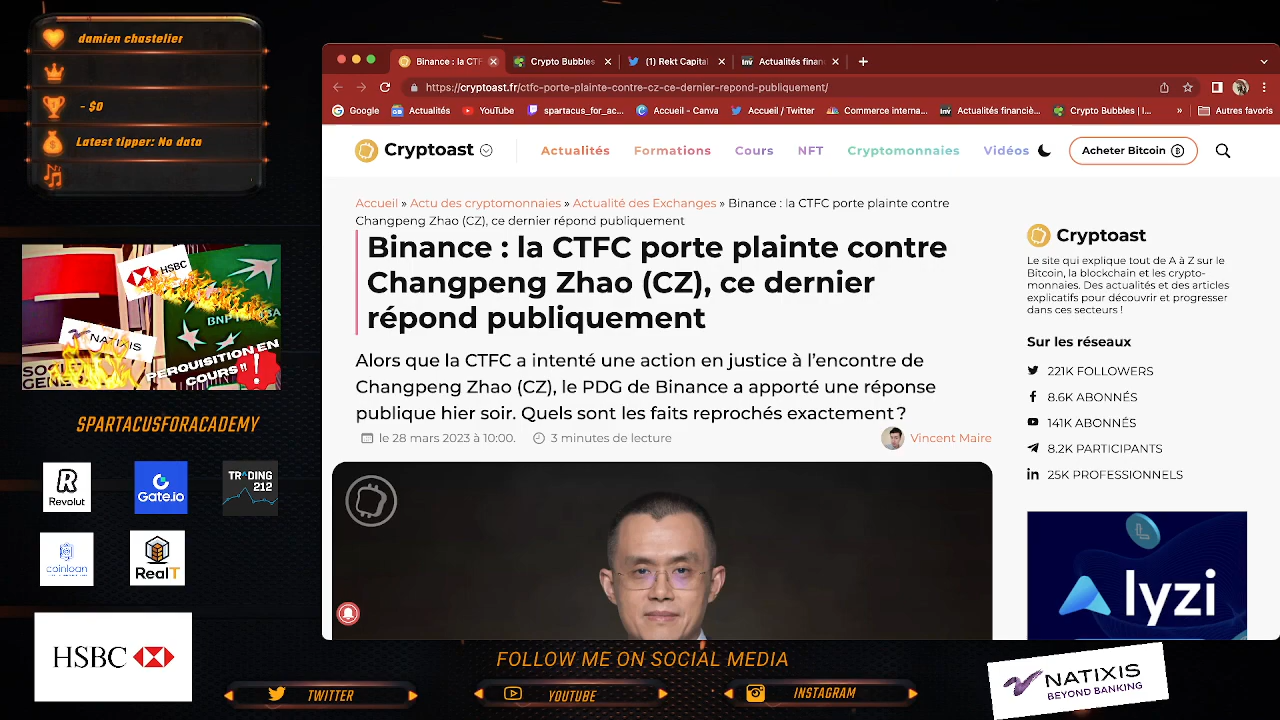 damien chastelier
- $0
Latest tipper: No data
HSBC
BNP
NATIXIS
SOCIETE
GENER
PERQUISITION EN
COURS !!
SPARTACUSFORACADEMY
Revolut
Gate.io
TRADING
212
coinloan
RealT
HSBC
Binance : la CTF
Crypto Bubbles
(1) Rekt Capital
Actualités finan
https://cryptoast.fr/ctfc-porte-plainte-contre-cz-ce-dernier-repond-publiquement/
Google
Actualités
YouTube
spartacus_for_ac...
Accueil - Canva
Accueil / Twitter
Commerce interna...
Actualités financiè...
Crypto Bubbles | I...
»
Autres favoris
Cryptoast
Actualités
Formations
Cours
NFT
Cryptomonnaies
Vidéos
Acheter Bitcoin
Accueil » Actu des cryptomonnaies » Actualité des Exchanges » Binance : la CTFC porte plainte contre
Changpeng Zhao (CZ), ce dernier répond publiquement
Binance : la CTFC porte plainte contre
Changpeng Zhao (CZ), ce dernier
répond publiquement
Alors que la CTFC a intenté une action en justice à l'encontre de
Changpeng Zhao (CZ), le PDG de Binance a apporté une réponse
publique hier soir. Quels sont les faits reprochés exactement ?
le 28 mars 2023 à 10:00.
3 minutes de lecture
Vincent Maire
Cryptoast
Le site qui explique tout de A à Z sur le
Bitcoin, la blockchain et les crypto-
monnaies. Des actualités et des articles
explicatifs pour découvrir et progresser
dans ces secteurs !
Sur les réseaux
221K FOLLOWERS
8.6K ABONNÉS
141K ABONNÉS
8.2K PARTICIPANTS
25K PROFESSIONNELS
lyzi
FOLLOW ME ON SOCIAL MEDIA
TWITTER
YOUTUBE
INSTAGRAM
NATIXIS
BEYOND BANKING